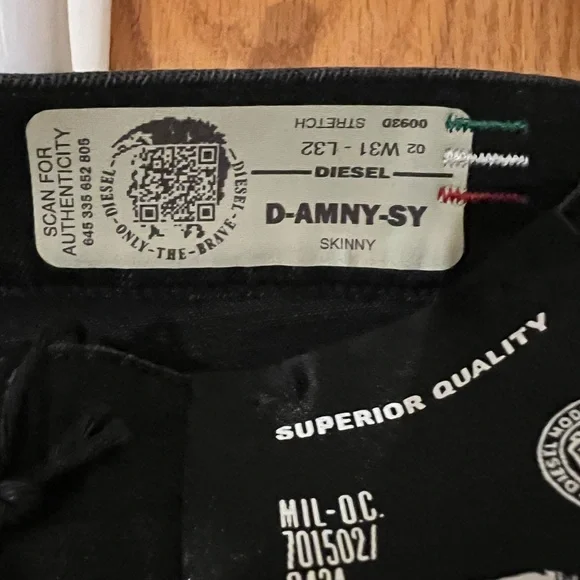 SCAN FOR
AUTHENTICITY
645 335 652 805
DIESEL-ONLY-THE-BRAVE-DIESEL
0093D
STRETCH
02 W31 - L32
DIESEL
D-AMNY-SY
SKINNY
SUPERIOR QUALITY
MIL-O.C.
701502/